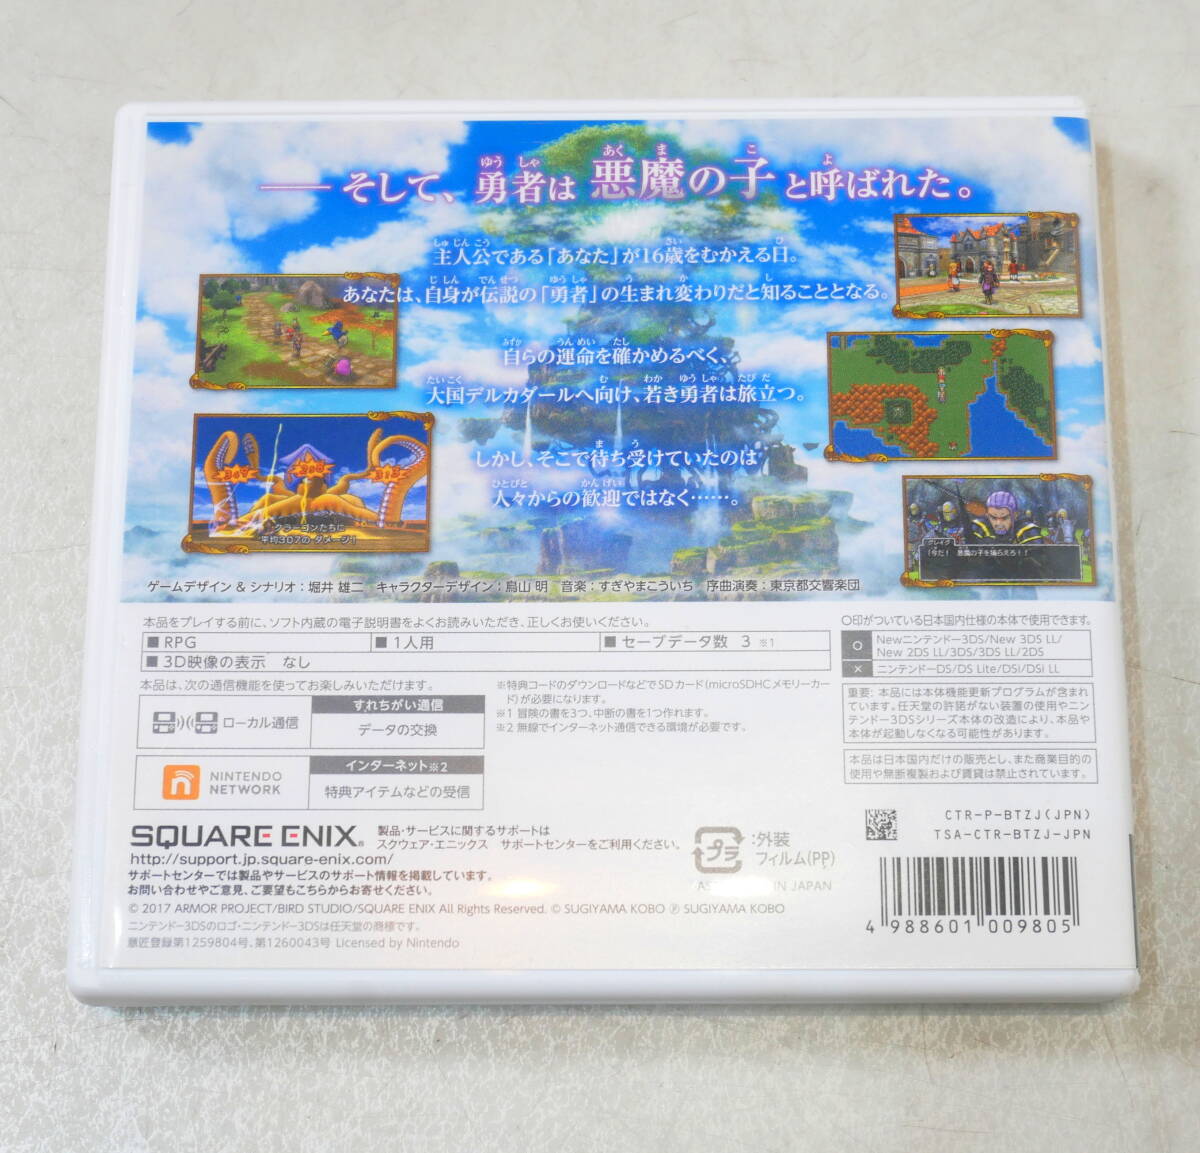 ――そして、勇者は悪魔の子と呼ばれた。
主人公である「あなた」が16歳をむかえる日。
あなたは、自身が伝説の「勇者」の生まれ変わりだと知ることとなる。
自らの運命を確かめるべく、
大国デルカダールへ向け、若き勇者は旅立つ。
しかし、そこで待ち受けていたのは
人々からの歓迎ではなく……。
313
クラーゴンたちに
平均307の ダメージ!
グレイグ
「今だ! 悪魔の子を捕らえろ!!
ゲームデザイン & シナリオ:堀井 雄二 キャラクターデザイン:鳥山 明 音楽:すぎやまこういち 序曲演奏:東京都交響楽団
本品をプレイする前に、ソフト内蔵の電子説明書をよくお読みいただき、正しくお使いください。
■ RPG
■ 1人用
■ セーブデータ数 3 ※1
■ 3D映像の表示 なし
本品は、次の通信機能を使ってお楽しみいただけます。
ローカル通信
すれちがい通信
データの交換
NINTENDO
NETWORK
インターネット※2
特典アイテムなどの受信
※特典コードのダウンロードなどでSDカード(microSDHCメモリーカー
ド)が必要になります。
※1 冒険の書を3つ、中断の書を1つ作れます。
※2 無線でインターネット通信できる環境が必要です。
○印がついている日本国内仕様の本体で使用できます。
○
Newニンテンドー3DS/New 3DS LL/
New 2DS LL/3DS/3DS LL/2DS
×
ニンテンドーDS/DS Lite/DSi/DSi LL
重要: 本品には本体機能更新プログラムが含まれ
ています。任天堂の許諾がない装置の使用やニン
テンドー3DSシリーズ本体の改造により、本品や
本体が起動しなくなる可能性があります。
本品は日本国内だけの販売とし、また商業目的の
使用や無断複製および賃貸は禁止されています。
SQUARE ENIX®
製品・サービスに関するサポートは
スクウェア・エニックス サポートセンターをご利用ください。
http://support.jp.square-enix.com/
サポートセンターでは製品やサービスのサポート情報を掲載しています。
お問い合わせやご意見、ご要望もこちらからお寄せください。
プラ
:外装
フィルム(PP)
IN JAPAN
CTR-P-BTZJ(JPN)
TSA-CTR-BTZJ-JPN
4 988601 009805
© 2017 ARMOR PROJECT/BIRD STUDIO/SQUARE ENIX All Rights Reserved. © SUGIYAMA KOBO ℗ SUGIYAMA KOBO
ニンテンドー3DSのロゴ・ニンテンドー3DSは任天堂の商標です。
意匠登録第1259804号、第1260043号 Licensed by Nintendo